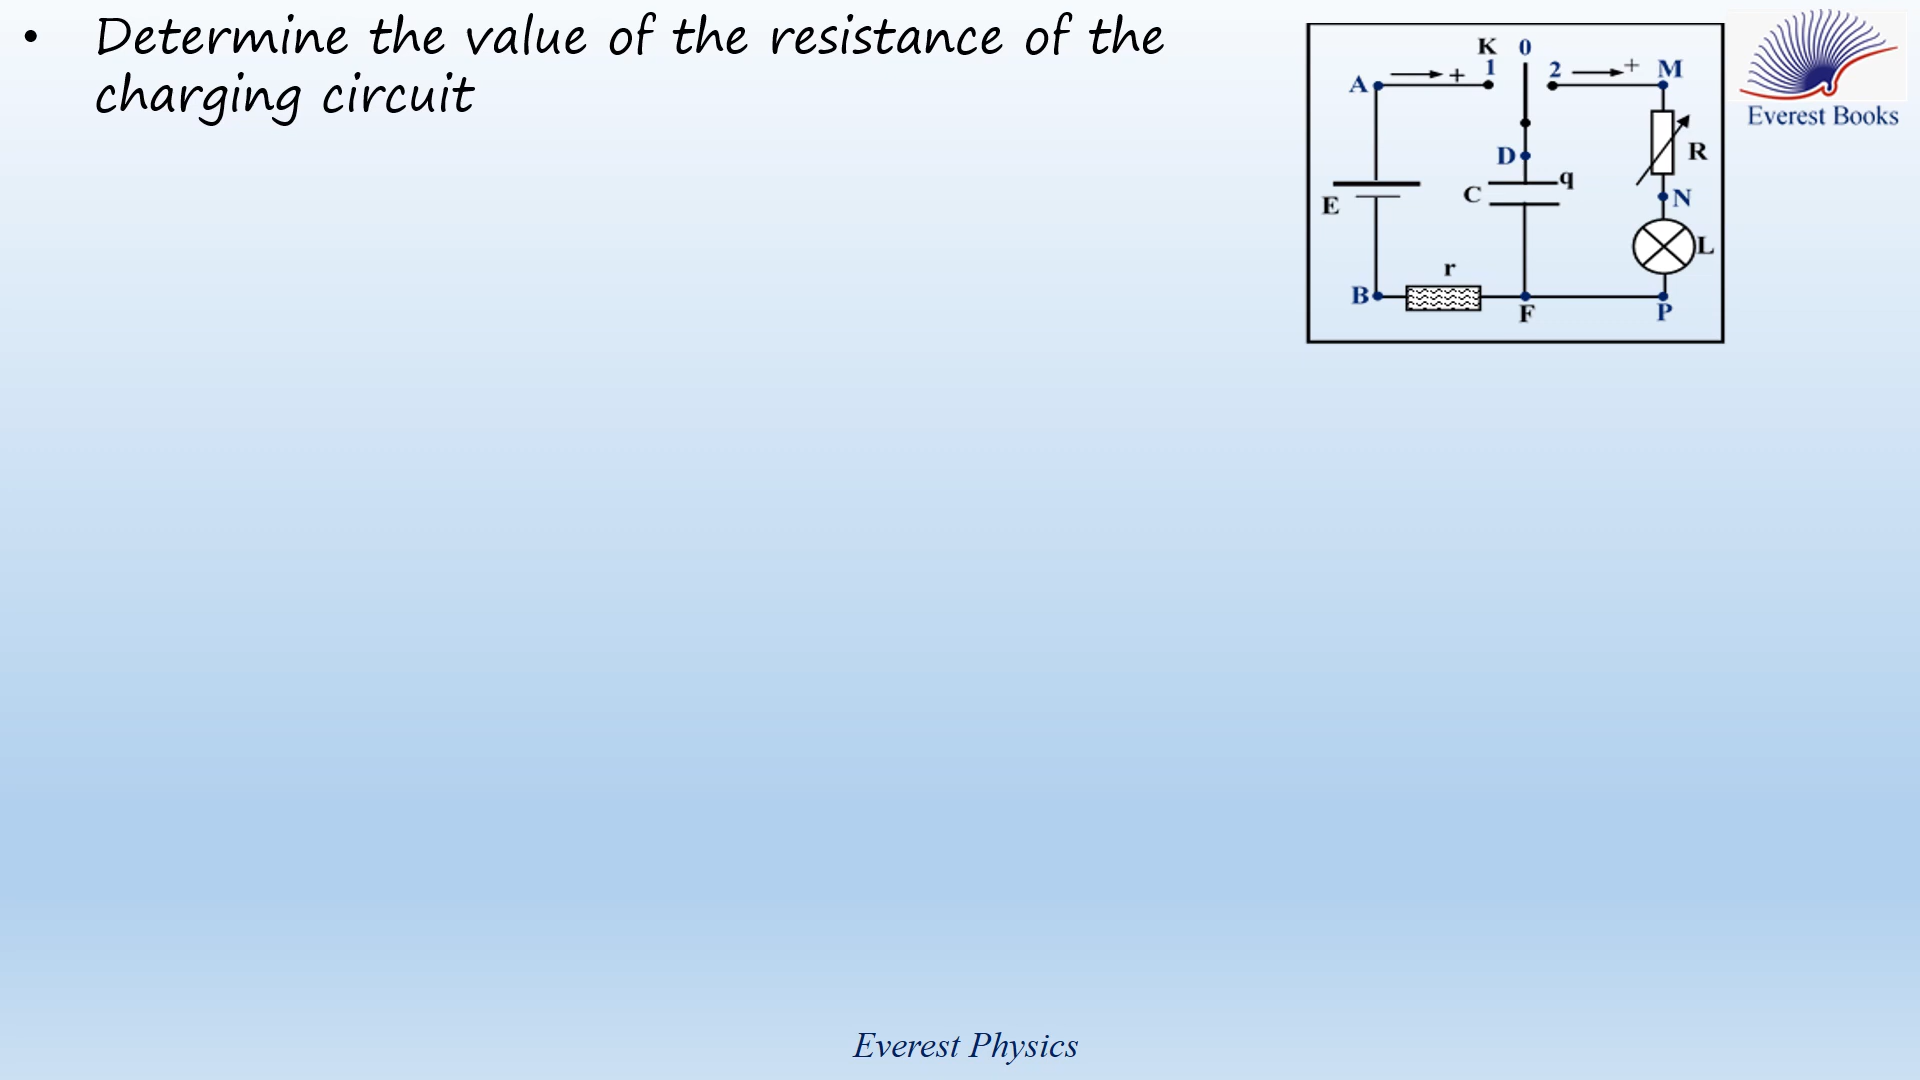 • Determine the value of the resistance of the
charging circuit
K 0
1
2
+
+
M
A
R
D
q
C
N
E
L
r
B
F
P
Everest Books
Everest Physics